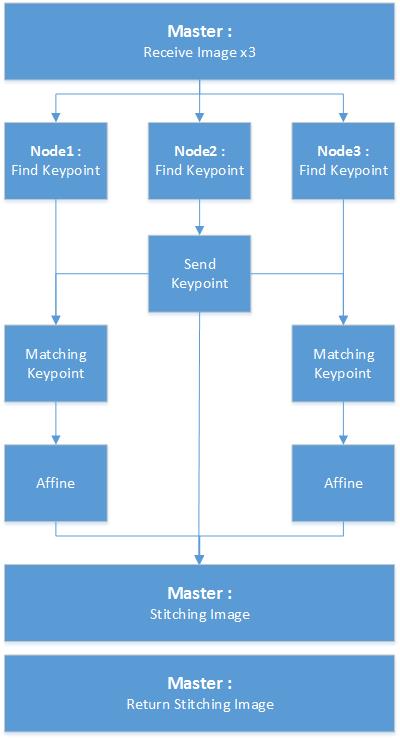 Master :
Receive Image x3
Node1 :
Find Keypoint
Node2 :
Find Keypoint
Node3 :
Find Keypoint
Send
Keypoint
Matching
Keypoint
Matching
Keypoint
Affine
Affine
Master :
Stitching Image
Master :
Return Stitching Image